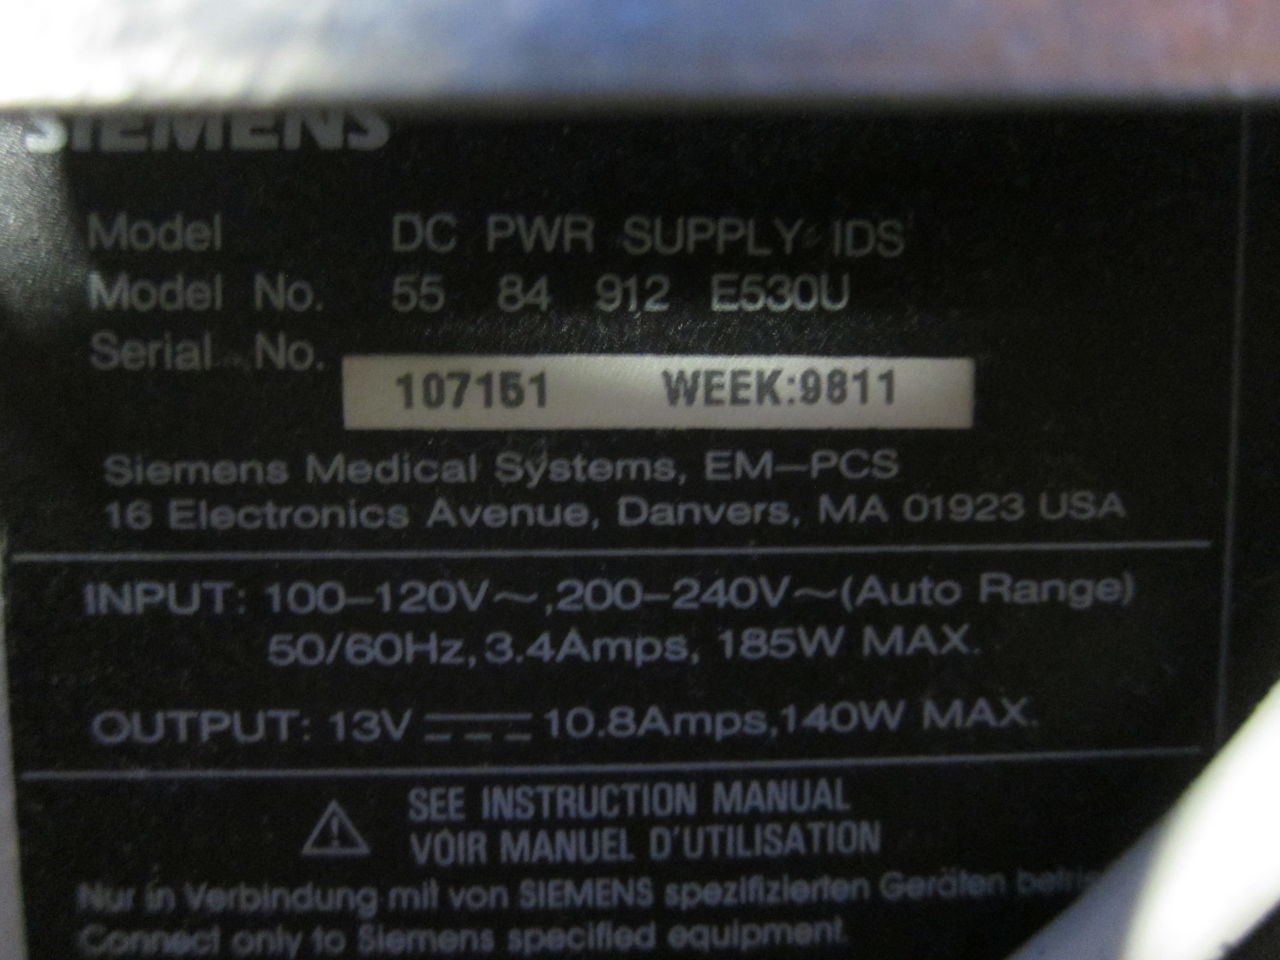 SIEMENS
Model DC PWR SUPPLY IDS
Model No. 55 84 912 E530U
Serial No.
107151 WEEK:9811
Siemens Medical Systems, EM-PCS
16 Electronics Avenue, Danvers, MA 01923 USA
INPUT: 100-120V~,200-240V~(Auto Range)
50/60Hz, 3.4Amps, 185W MAX.
OUTPUT: 13V ⎓ 10.8Amps,140W MAX.
SEE INSTRUCTION MANUAL
VOIR MANUEL D'UTILISATION
Nur in Verbindung mit von SIEMENS spezifizierten Geräten
Connect only to Siemens specified equipment.